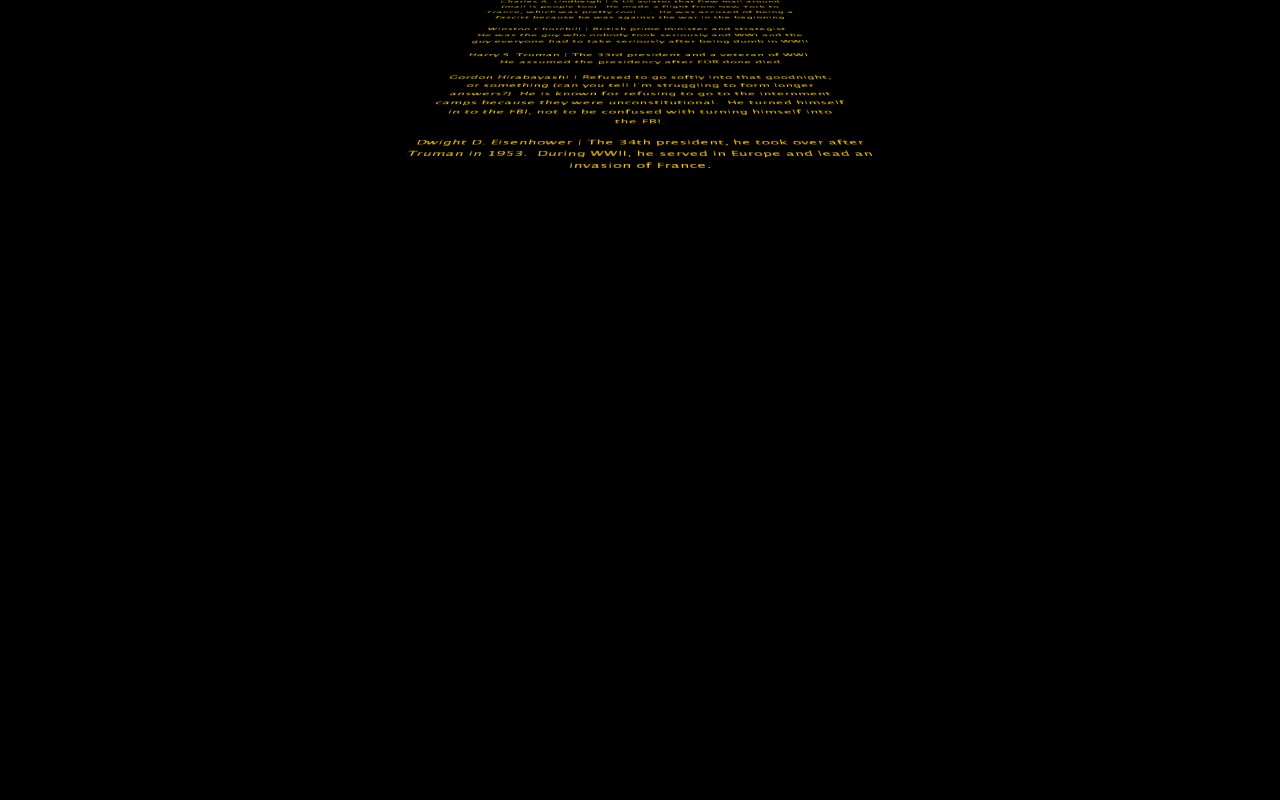 Charles A. Lindbergh | A US aviator that flew mail around
(mail is people too) He made a flight from New York to
France, which was pretty cool He was accused of being a
fascist because he was against the war in the beginning
Winston Churchill | British prime minister and strategist
He was the guy who nobody took seriously and WWI and the
guy everyone had to take seriously after being dumb in WWII
Harry S. Truman | The 33rd president and a veteran of WWI
He assumed the presidency after FDR done died
Gordon Hirabayashi | Refused to go softly into that goodnight,
or something (can you tell I'm struggling to form longer
answers?) He is known for refusing to go to the internment
camps because they were unconstitutional. He turned himself
in to the FBI, not to be confused with turning himself into
the FBI.
Dwight D. Eisenhower | The 34th president, he took over after
Truman in 1953. During WWII, he served in Europe and lead an
invasion of France.